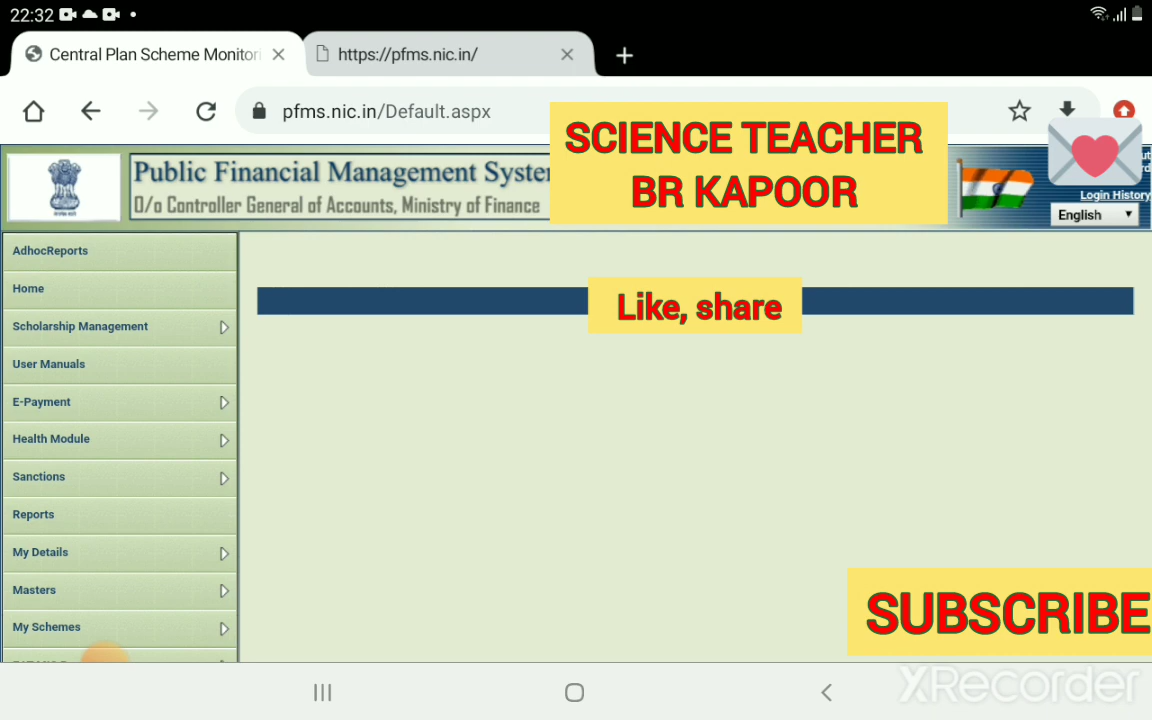 22:32
Central Plan Scheme Monitori
https://pfms.nic.in/
pfms.nic.in/Default.aspx
SCIENCE TEACHER
BR KAPOOR
Public Financial Management System
O/o Controller General of Accounts, Ministry of Finance
Login History
English
AdhocReports
Home
Like, share
Scholarship Management
User Manuals
E-Payment
Health Module
Sanctions
Reports
My Details
Masters
My Schemes
SUBSCRIBE
XRecorder